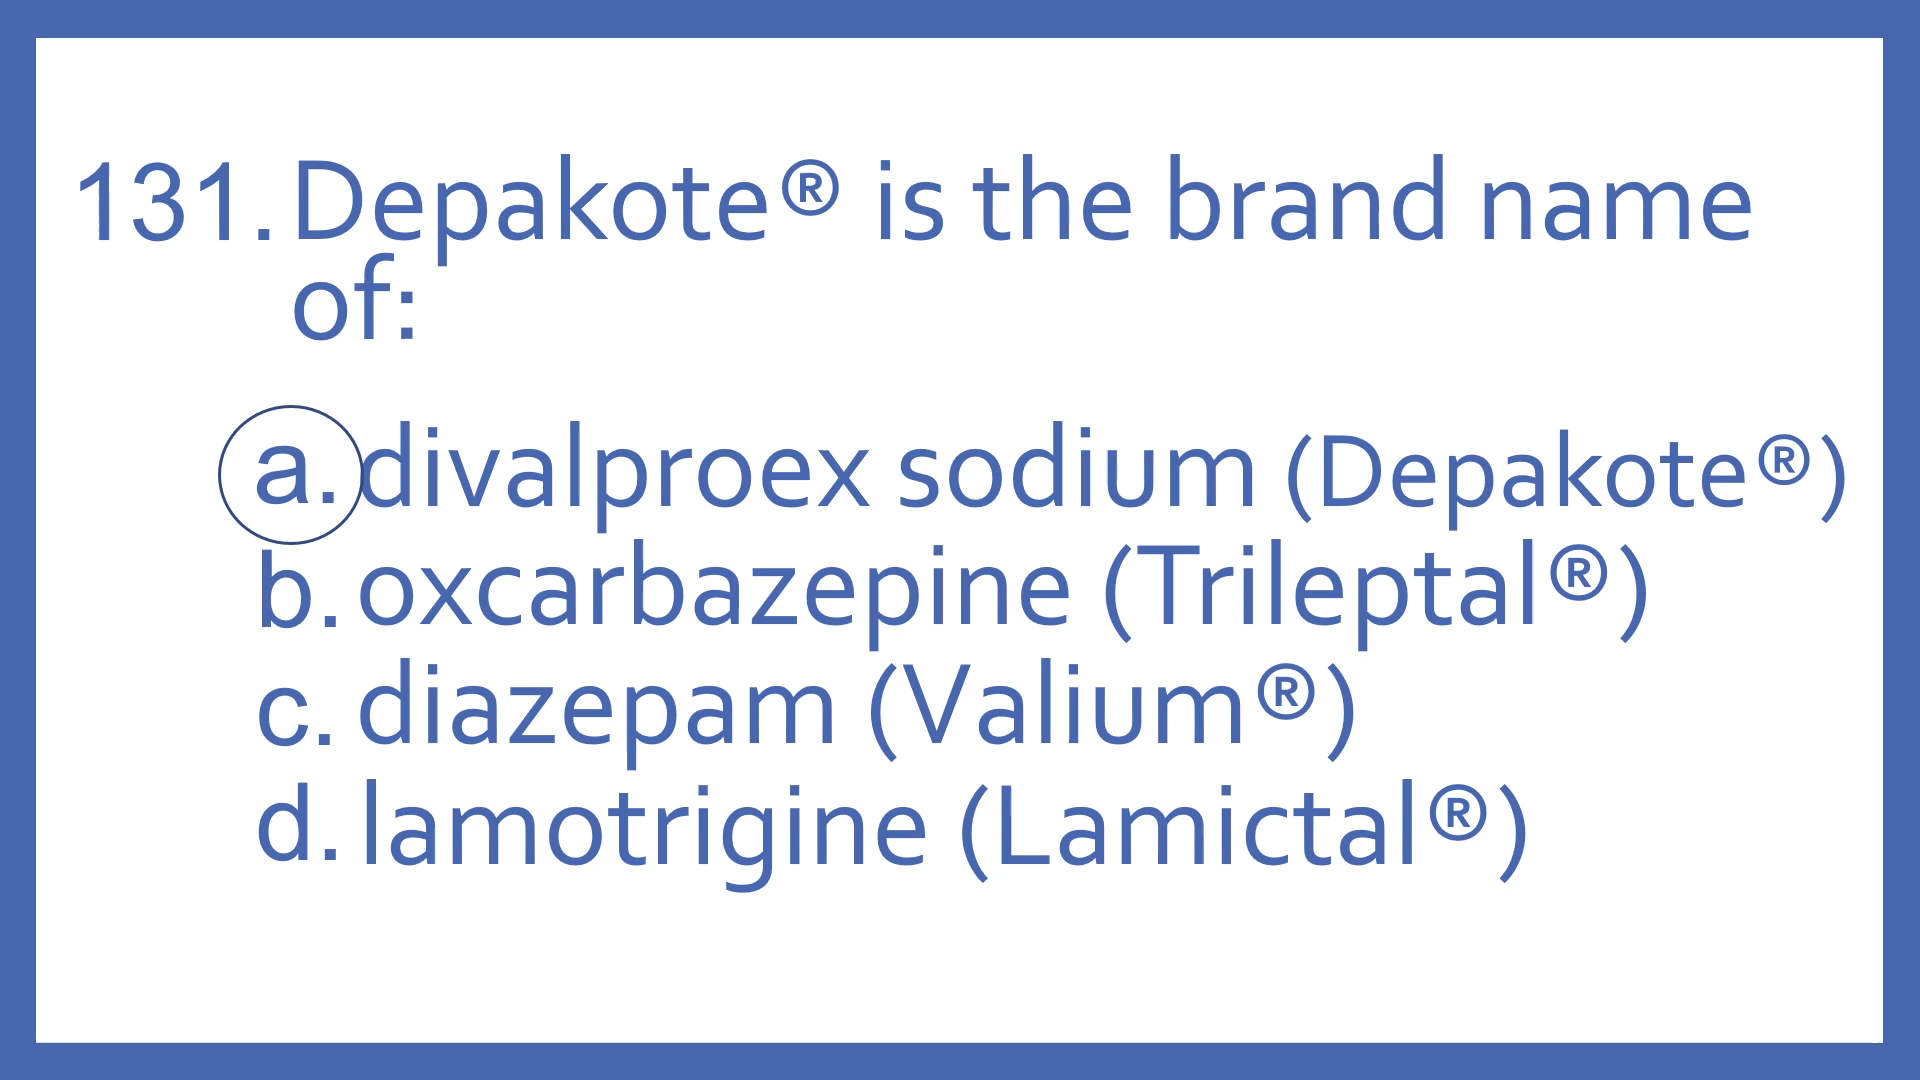 131. Depakote® is the brand name
of:
a. divalproex sodium (Depakote®)
b. oxcarbazepine (Trileptal®)
c. diazepam (Valium®)
d. lamotrigine (Lamictal®)